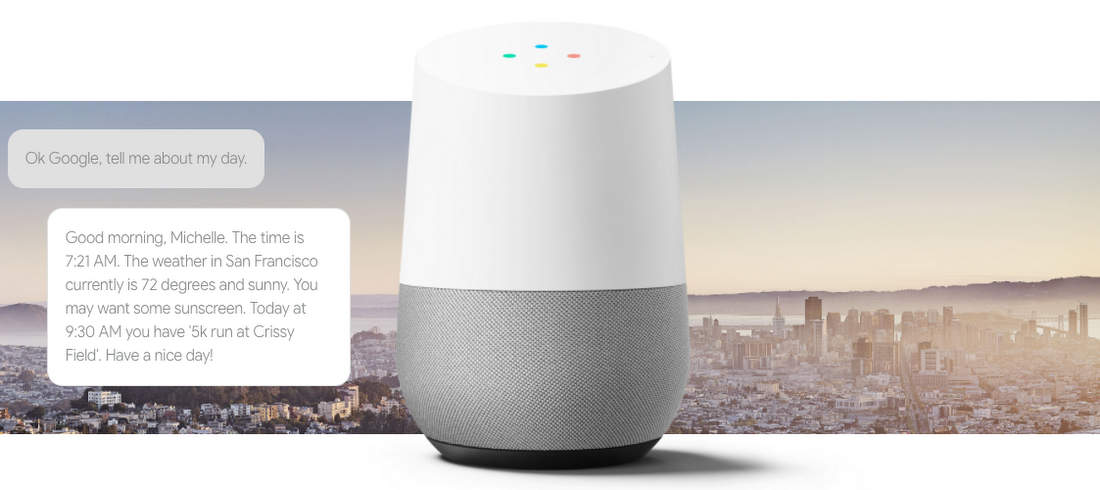 Ok Google, tell me about my day.
Good morning, Michelle. The time is
7:21 AM. The weather in San Francisco
currently is 72 degrees and sunny. You
may want some sunscreen. Today at
9:30 AM you have '5k run at Crissy
Field'. Have a nice day!